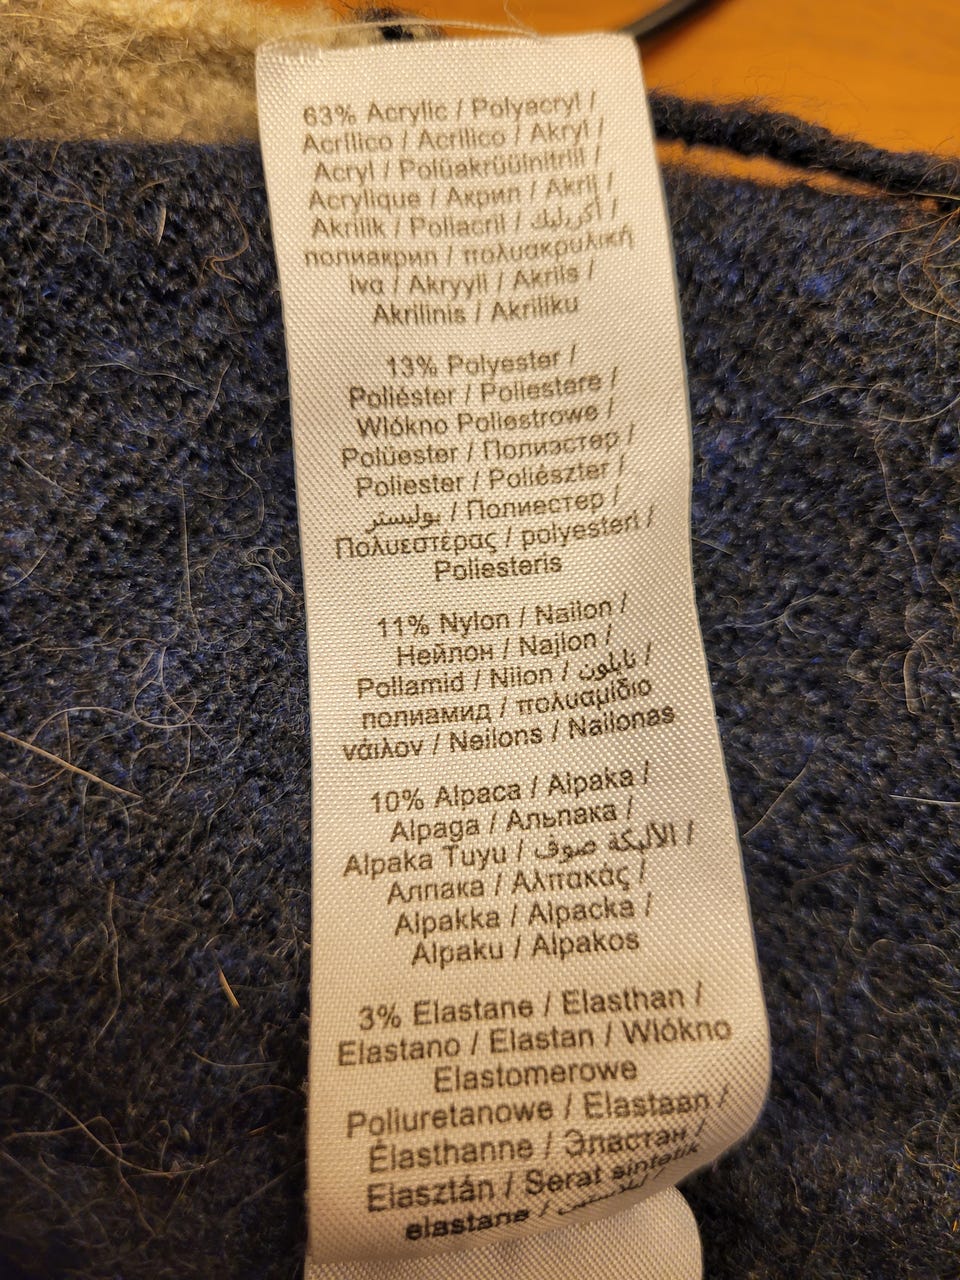 63% Acrylic / Polyacryl /
Acrílico / Acrilico / Akryl /
Acryl / Polüakrüülnitriil /
Acrylique / Акрил / Akril /
Akrilik / Poliacril / أكريليك /
полиакрил / πολυακρυλική
ίνα / Akryyli / Akrils /
Akrilinis / Akriliku
13% Polyester /
Poliéster / Poliestere /
Włókno Poliestrowe /
Polüester / Полиэстер /
Poliester / Poliészter /
بوليستر / Полиестер /
Πολυεστέρας / polyesteri /
Poliesteris
11% Nylon / Nailon /
Нейлон / Najlon /
Poliamid / Nilon / نايلون /
полиамид / πολυαμίδιο
νάιλον / Neilons / Nailonas
10% Alpaca / Alpaka /
Alpaga / Альпака /
Alpaka Tuyu / الألبكة صوف /
Алпака / Αλπακάς /
Alpakka / Alpacka /
Alpaku / Alpakos
3% Elastane / Elasthan /
Elastano / Elastan / Włókno
Elastomerowe
Poliuretanowe / Elastaan /
Élasthanne / Эластан /
Elasztán / Serat sintetik
elastane /